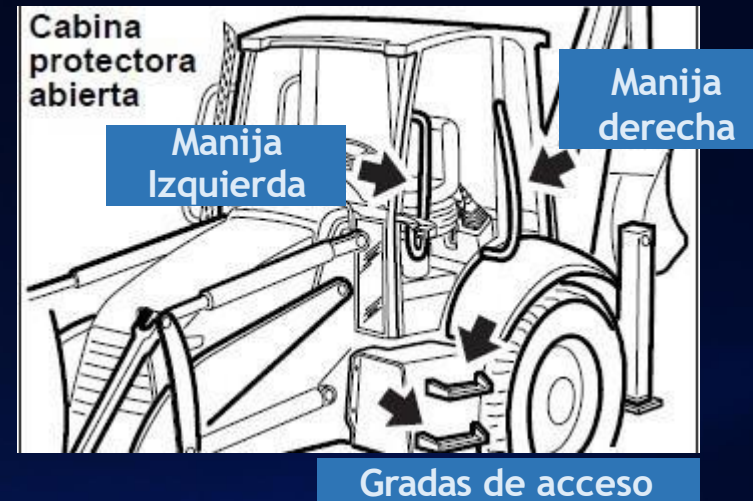 Cabina
protectora
abierta
Manija
Izquierda
Manija
derecha
Gradas de acceso